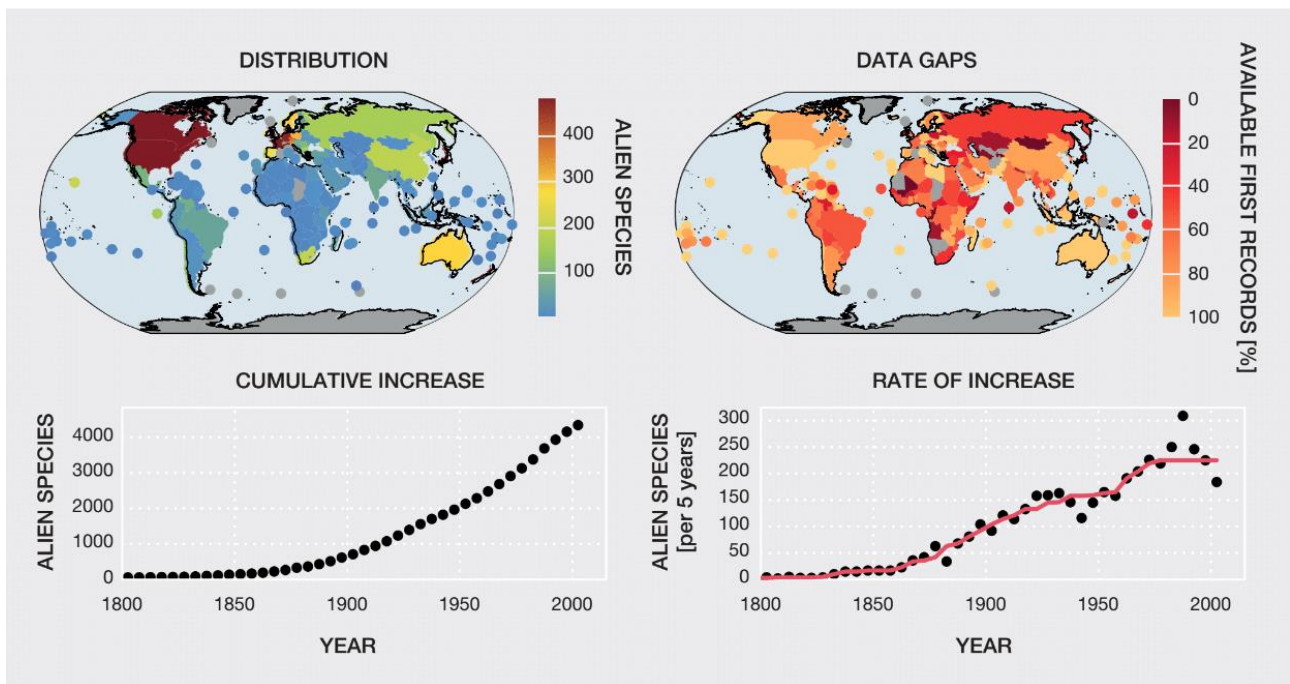 DISTRIBUTION
400
300
200
100
ALIEN SPECIES
DATA GAPS
0
20
40
60
80
100
AVAILABLE FIRST RECORDS [%]
CUMULATIVE INCREASE
ALIEN SPECIES
4000
3000
2000
1000
0
1800
1850
1900
1950
2000
YEAR
RATE OF INCREASE
ALIEN SPECIES
[per 5 years]
300
250
200
150
100
50
0
1800
1850
1900
1950
2000
YEAR